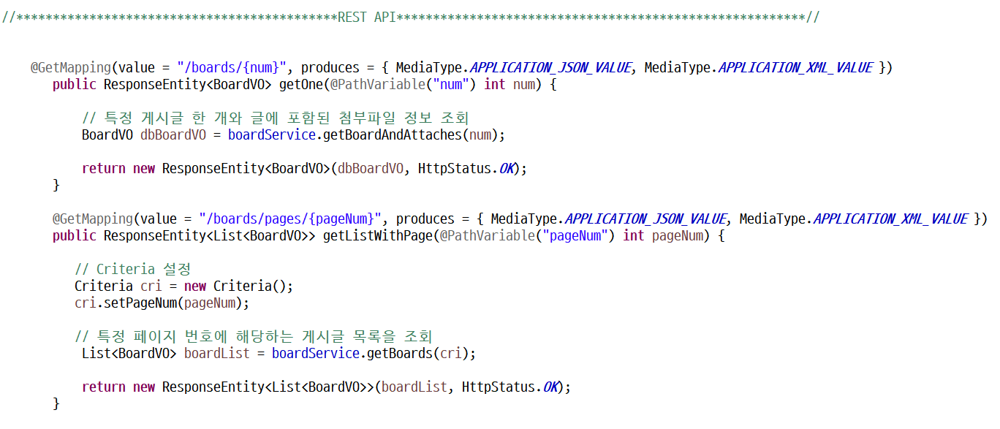 //********************************************REST API********************************************************//
@GetMapping(value = "/boards/{num}", produces = { MediaType.APPLICATION_JSON_VALUE, MediaType.APPLICATION_XML_VALUE })
public ResponseEntity<BoardVO> getOne(@PathVariable("num") int num) {
// 특정 게시글 한 개와 글에 포함된 첨부파일 정보 조회
BoardVO dbBoardVO = boardService.getBoardAndAttaches(num);
return new ResponseEntity<BoardVO>(dbBoardVO, HttpStatus.OK);
}
@GetMapping(value = "/boards/pages/{pageNum}", produces = { MediaType.APPLICATION_JSON_VALUE, MediaType.APPLICATION_XML_VALUE })
public ResponseEntity<List<BoardVO>> getListWithPage(@PathVariable("pageNum") int pageNum) {
// Criteria 설정
Criteria cri = new Criteria();
cri.setPageNum(pageNum);
// 특정 페이지 번호에 해당하는 게시글 목록을 조회
List<BoardVO> boardList = boardService.getBoards(cri);
return new ResponseEntity<List<BoardVO>>(boardList, HttpStatus.OK);
}